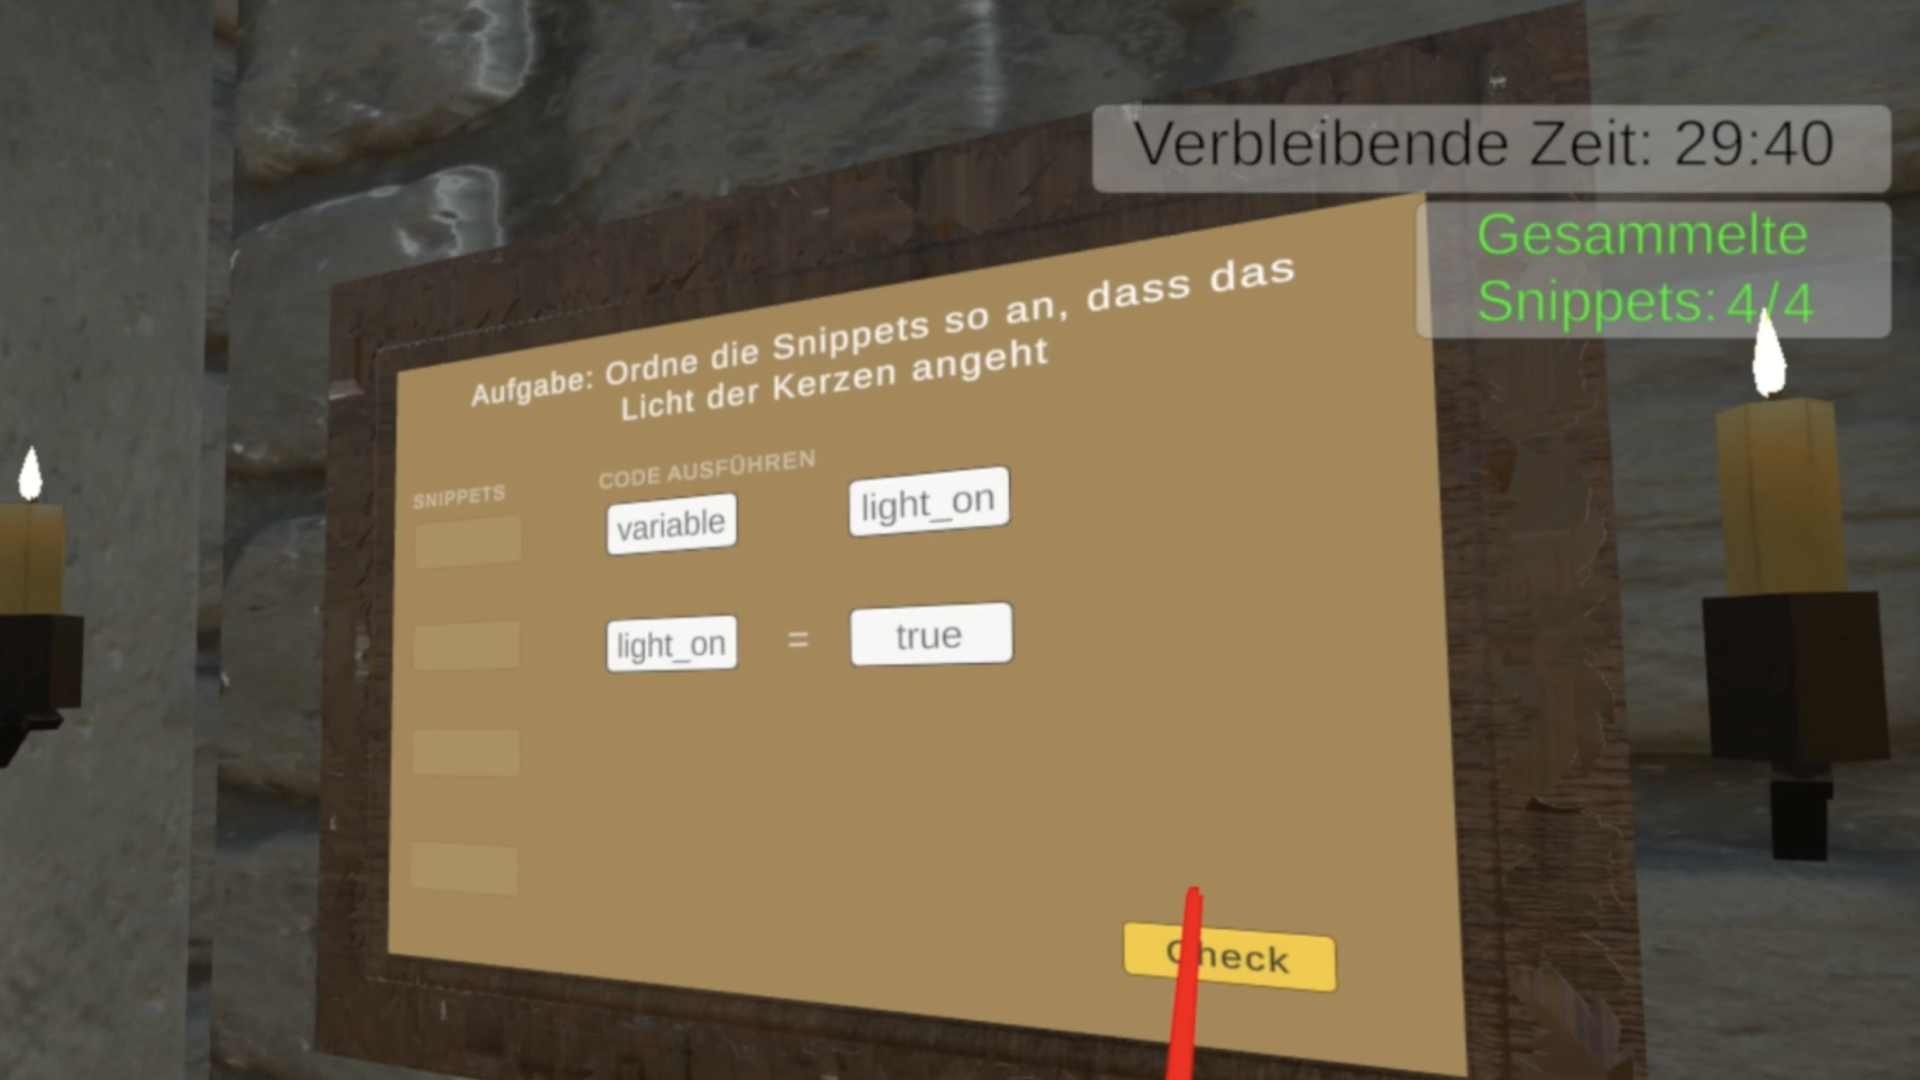 Verbleibende Zeit: 29:40
Gesammelte
Snippets: 4/4
Aufgabe: Ordne die Snippets so an, dass das
Licht der Kerzen angeht
SNIPPETS
CODE AUSFÜHREN
variable light_on
light_on = true
Check